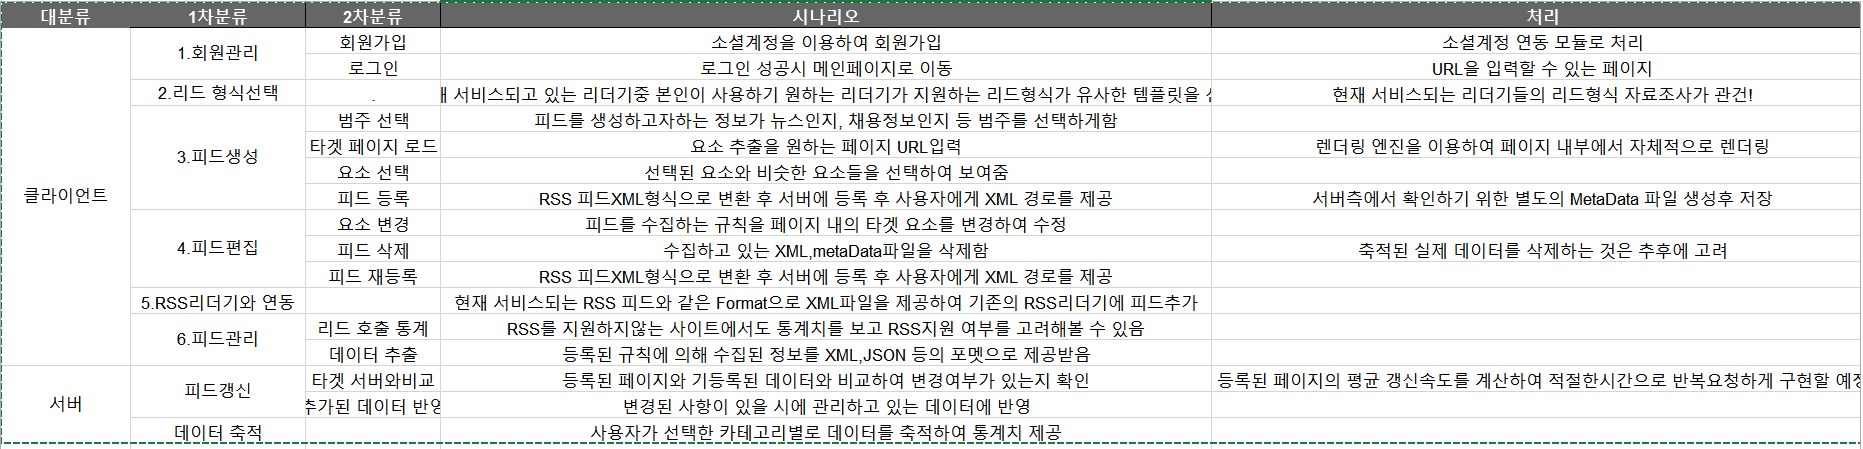 대분류 1차분류 2차분류 시나리오 처리
클라이언트
1.회원관리
회원가입 소셜계정을 이용하여 회원가입 소셜계정 연동 모듈로 처리
로그인 로그인 성공시 메인페이지로 이동 URL을 입력할 수 있는 페이지
2.리드 형식선택 . 서비스되고 있는 리더기중 본인이 사용하기 원하는 리더기가 지원하는 리드형식가 유사한 템플릿을 현재 서비스되는 리더기들의 리드형식 자료조사가 관건!
3.피드생성
범주 선택 피드를 생성하고자하는 정보가 뉴스인지, 채용정보인지 등 범주를 선택하게함
타겟 페이지 로드 요소 추출을 원하는 페이지 URL입력 렌더링 엔진을 이용하여 페이지 내부에서 자체적으로 렌더링
요소 선택 선택된 요소와 비슷한 요소들을 선택하여 보여줌
피드 등록 RSS 피드XML형식으로 변환 후 서버에 등록 후 사용자에게 XML 경로를 제공 서버측에서 확인하기 위한 별도의 MetaData 파일 생성후 저장
4.피드편집
요소 변경 피드를 수집하는 규칙을 페이지 내의 타겟 요소를 변경하여 수정
피드 삭제 수집하고 있는 XML,metaData파일을 삭제함 축적된 실제 데이터를 삭제하는 것은 추후에 고려
피드 재등록 RSS 피드XML형식으로 변환 후 서버에 등록 후 사용자에게 XML 경로를 제공
5.RSS리더기와 연동 현재 서비스되는 RSS 피드와 같은 Format으로 XML파일을 제공하여 기존의 RSS리더기에 피드추가
6.피드관리
리드 호출 통계 RSS를 지원하지않는 사이트에서도 통계치를 보고 RSS지원 여부를 고려해볼 수 있음
데이터 추출 등록된 규칙에 의해 수집된 정보를 XML,JSON 등의 포멧으로 제공받음
서버
피드갱신
타겟 서버와비교 등록된 페이지와 기등록된 데이터와 비교하여 변경여부가 있는지 확인 등록된 페이지의 평균 갱신속도를 계산하여 적절한시간으로 반복요청하게 구현할 예정
추가된 데이터 반영 변경된 사항이 있을 시에 관리하고 있는 데이터에 반영
데이터 축적 사용자가 선택한 카테고리별로 데이터를 축적하여 통계치 제공